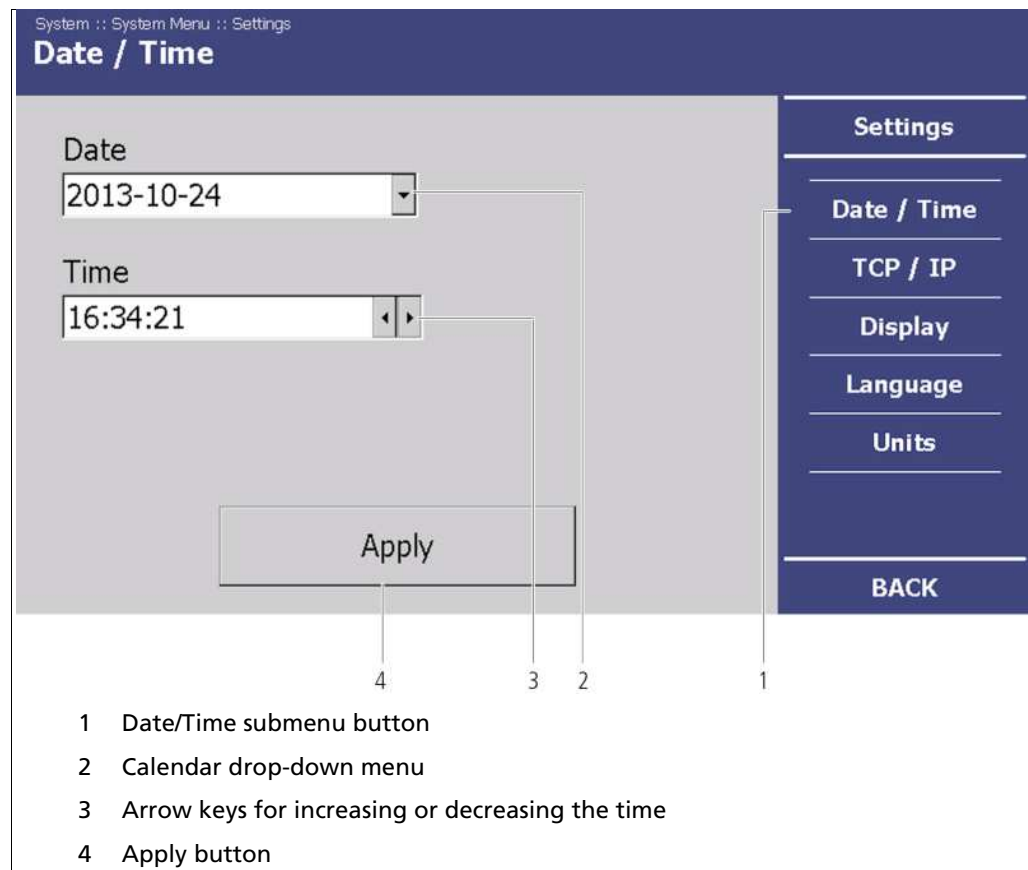 System :: System Menu :: Settings
Date / Time
Settings
Date
2013-10-24
Date / Time
Time
TCP / IP
16:34:21
Display
Language
Units
Apply
BACK
4 3 2 1
1 Date/Time submenu button
2 Calendar drop-down menu
3 Arrow keys for increasing or decreasing the time
4 Apply button